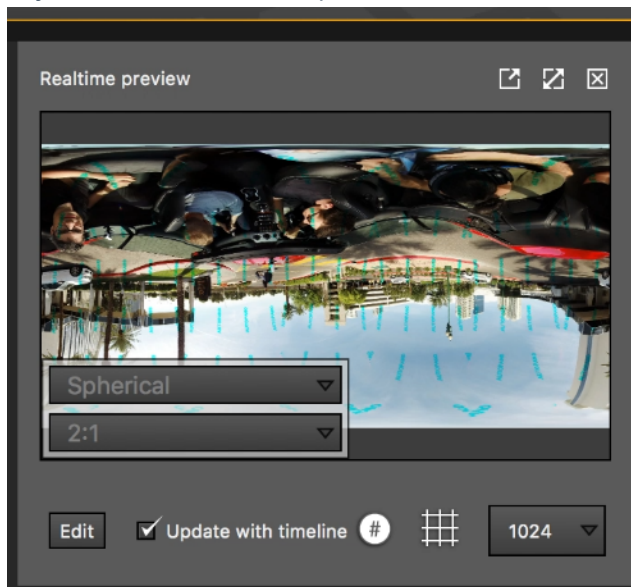 Realtime preview
Spherical
2:1
Edit
Update with timeline #
1024